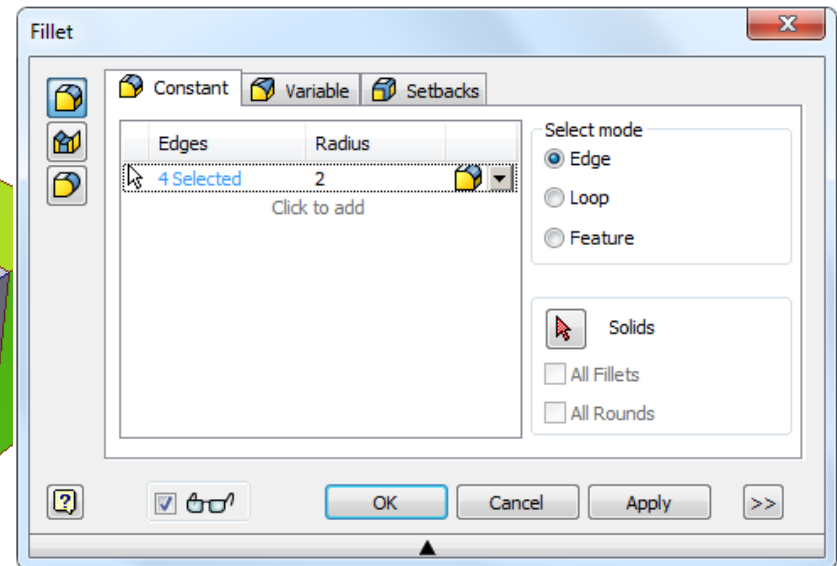 Fillet
X
Constant Variable Setbacks
Edges Radius
4 Selected 2
Click to add
Select mode
Edge
Loop
Feature
Solids
All Fillets
All Rounds
?
OK Cancel Apply >>